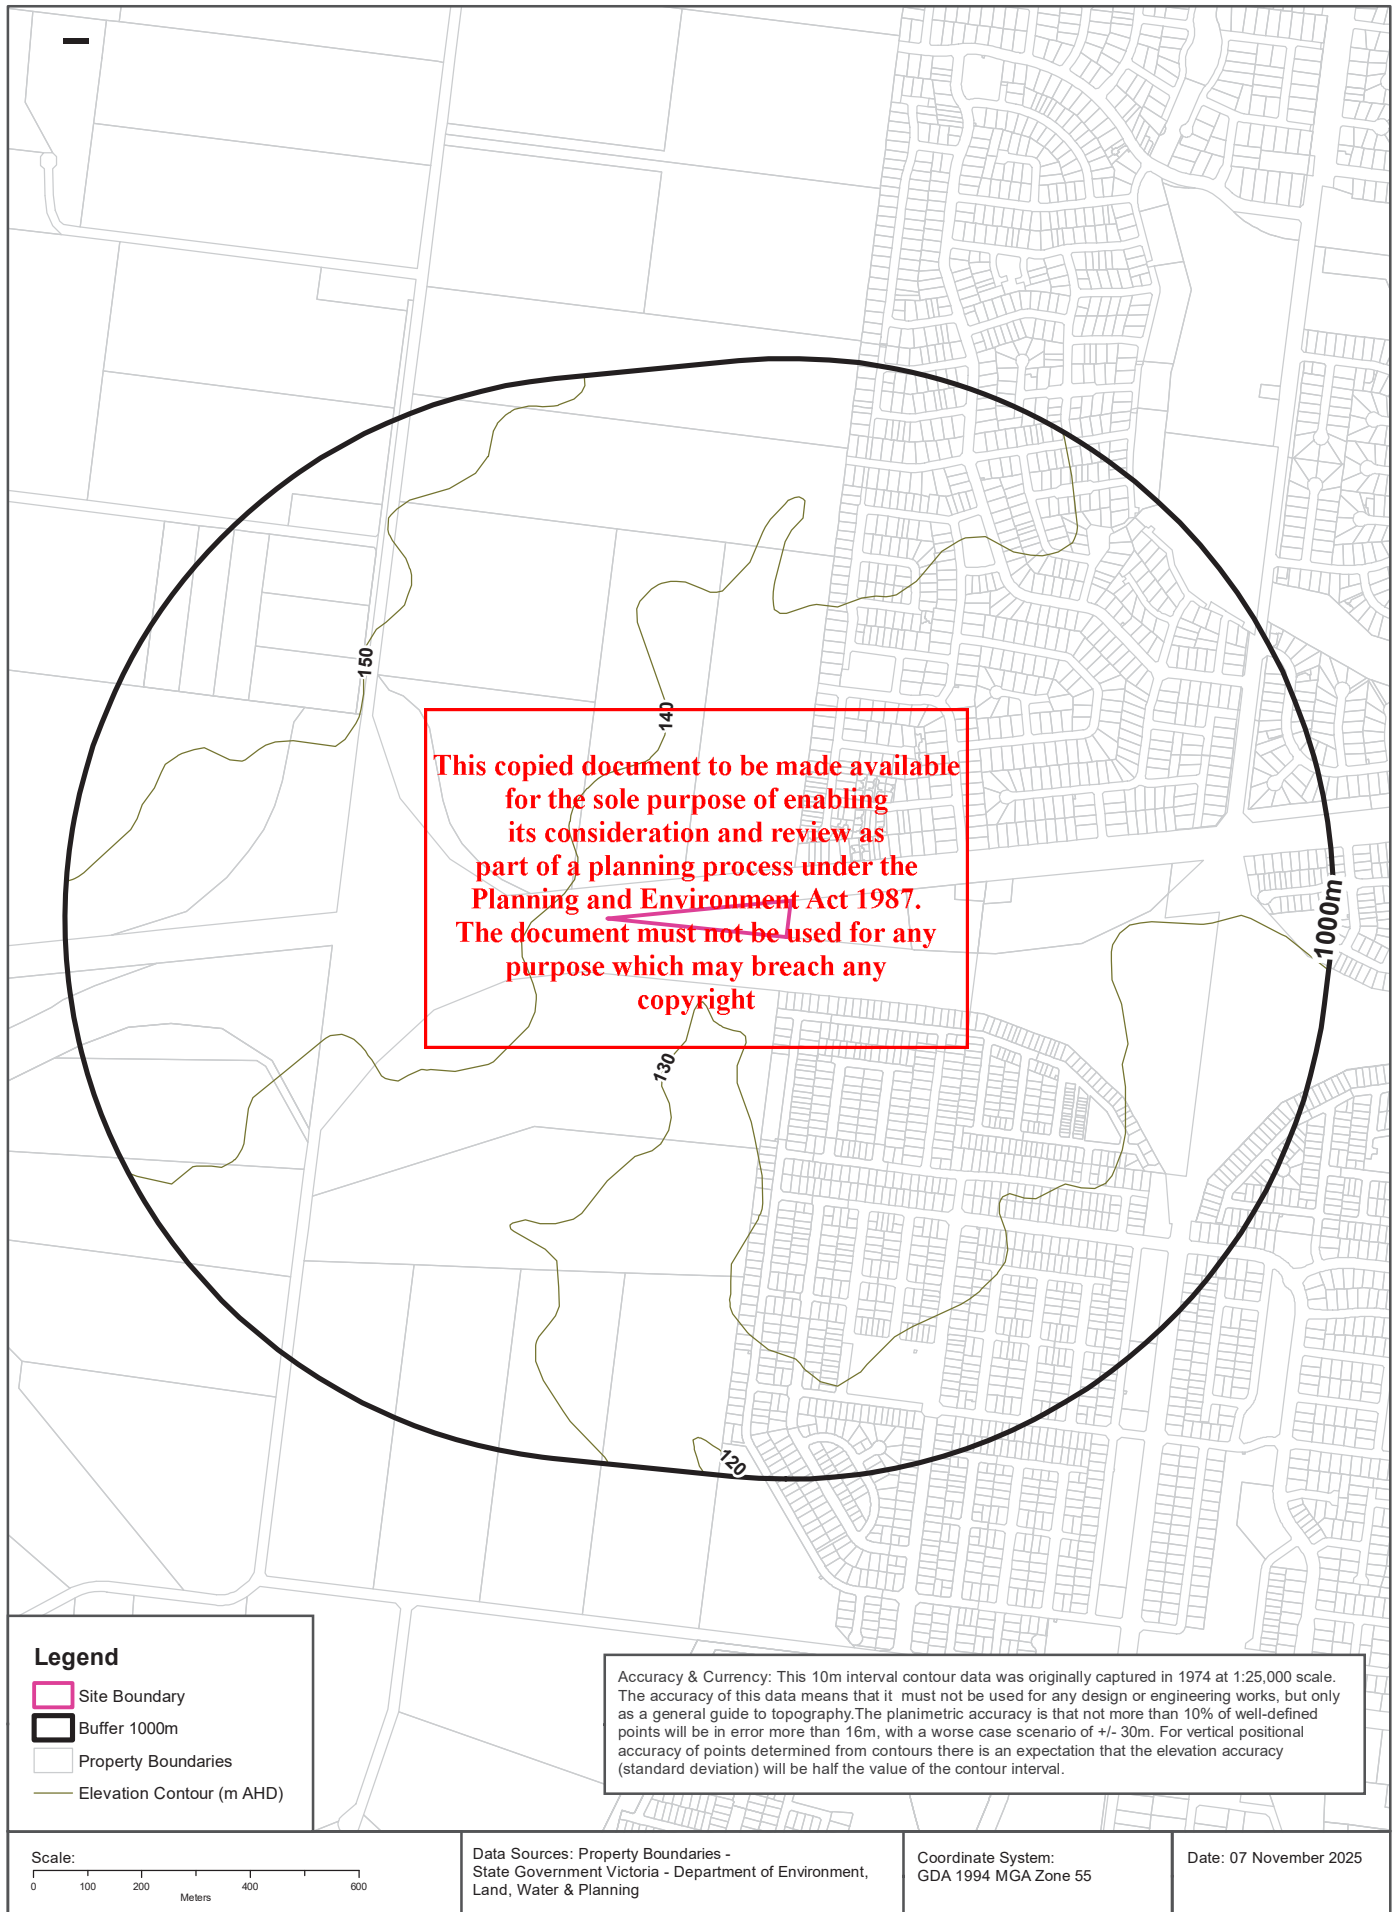 150
140
This copied document to be made available
for the sole purpose of enabling
its consideration and review as
part of a planning process under the
Planning and Environment Act 1987.
The document must not be used for any
purpose which may breach any
copyright
1000m
130
120
Legend
Site Boundary
Buffer 1000m
Property Boundaries
Elevation Contour (m AHD)
Accuracy & Currency: This 10m interval contour data was originally captured in 1974 at 1:25,000 scale.
The accuracy of this data means that it must not be used for any design or engineering works, but only
as a general guide to topography.The planimetric accuracy is that not more than 10% of well-defined
points will be in error more than 16m, with a worse case scenario of +/- 30m. For vertical positional
accuracy of points determined from contours there is an expectation that the elevation accuracy
(standard deviation) will be half the value of the contour interval.
Scale:
0 100 200 400 600
Meters
Data Sources: Property Boundaries -
State Government Victoria - Department of Environment,
Land, Water & Planning
Coordinate System:
GDA 1994 MGA Zone 55
Date: 07 November 2025